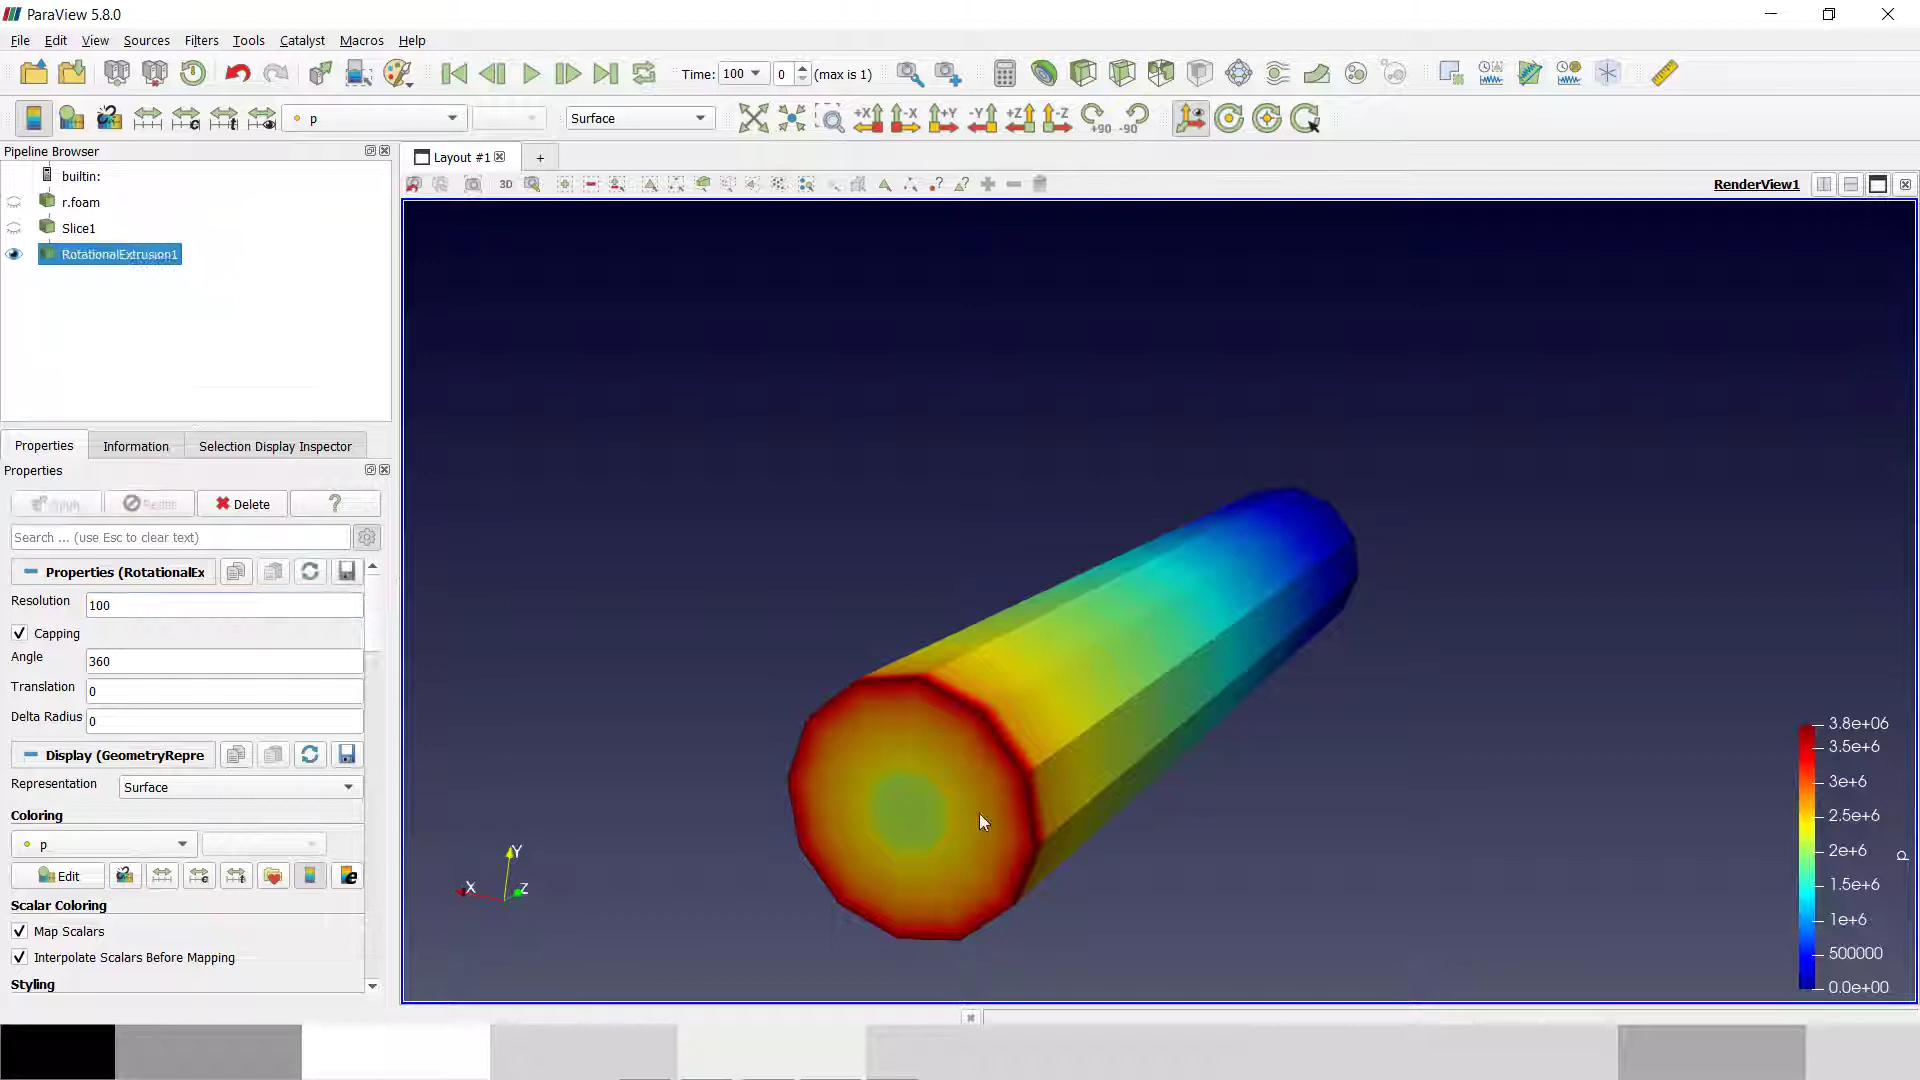 ParaView 5.8.0
File Edit View Sources Filters Tools Catalyst Macros Help
Time: 100 0 (max is 1)
+X -X +Y -Y +Z -Z +90 -90
p Surface
Pipeline Browser
Layout #1 +
builtin:
3D
RenderView1
r.foam
Slice1
RotationalExtrusion1
Properties Information Selection Display Inspector
Properties
Apply Reset Delete ?
Search ... (use Esc to clear text)
Properties (RotationalEx
Resolution 100
Capping
Angle 360
Translation 0
Delta Radius 0
Display (GeometryRepre
Representation Surface
Coloring
p
Edit
Scalar Coloring
Map Scalars
Interpolate Scalars Before Mapping
Styling
Y
X Z
3.8e+06
3.5e+6
3e+6
2.5e+6
2e+6
p
1.5e+6
1e+6
500000
0.0e+00